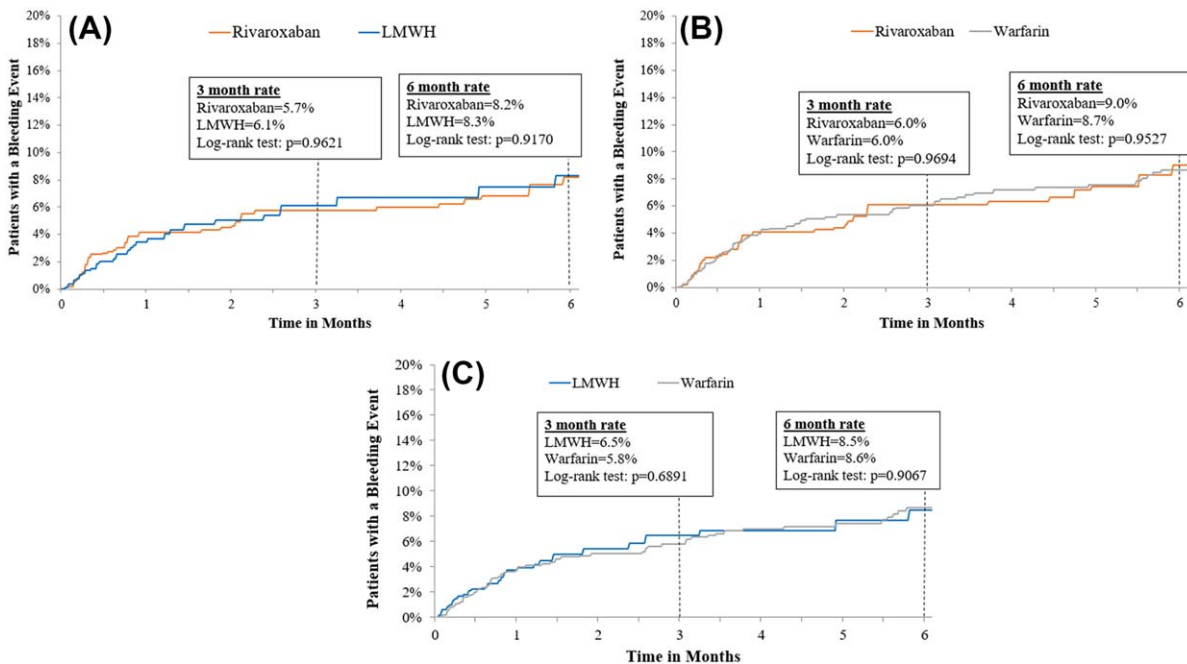 (A)
Rivaroxaban
LMWH
Patients with a Bleeding Event
20%
18%
16%
14%
12%
10%
8%
6%
4%
2%
0%
3 month rate
Rivaroxaban=5.7%
LMWH=6.1%
Log-rank test: p=0.9621
6 month rate
Rivaroxaban=8.2%
LMWH=8.3%
Log-rank test: p=0.9170
0 1 2 3 4 5 6
Time in Months
(B)
Rivaroxaban
Warfarin
Patients with a Bleeding Event
20%
18%
16%
14%
12%
10%
8%
6%
4%
2%
0%
3 month rate
Rivaroxaban=6.0%
Warfarin=6.0%
Log-rank test: p=0.9694
6 month rate
Rivaroxaban=9.0%
Warfarin=8.7%
Log-rank test: p=0.9527
0 1 2 3 4 5 6
Time in Months
(C)
LMWH
Warfarin
Patients with a Bleeding Event
20%
18%
16%
14%
12%
10%
8%
6%
4%
2%
0%
3 month rate
LMWH=6.5%
Warfarin=5.8%
Log-rank test: p=0.6891
6 month rate
LMWH=8.5%
Warfarin=8.6%
Log-rank test: p=0.9067
0 1 2 3 4 5 6
Time in Months